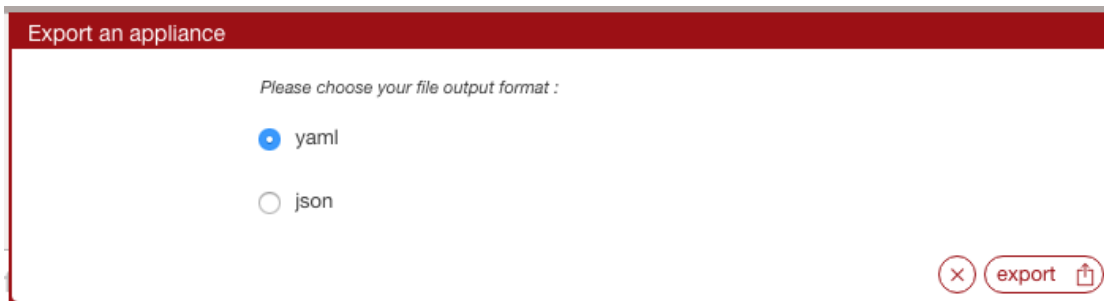 Export an appliance
Please choose your file output format :
yaml
json
export